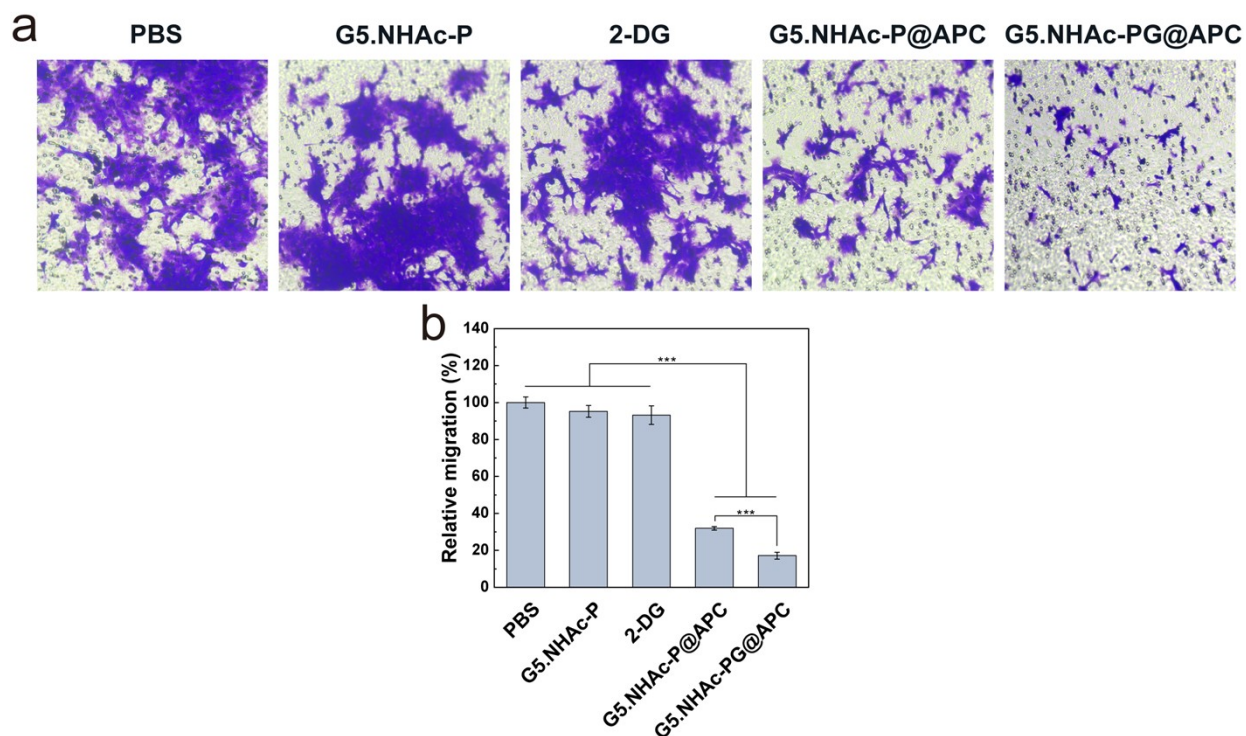 a
PBS
G5.NHAc-P
2-DG
G5.NHAc-P@APC
G5.NHAc-PG@APC
b
Relative migration (%)
140
120
100
80
60
40
20
0
***
***
PBS
G5.NHAc-P
2-DG
G5.NHAc-P@APC
G5.NHAc-PG@APC